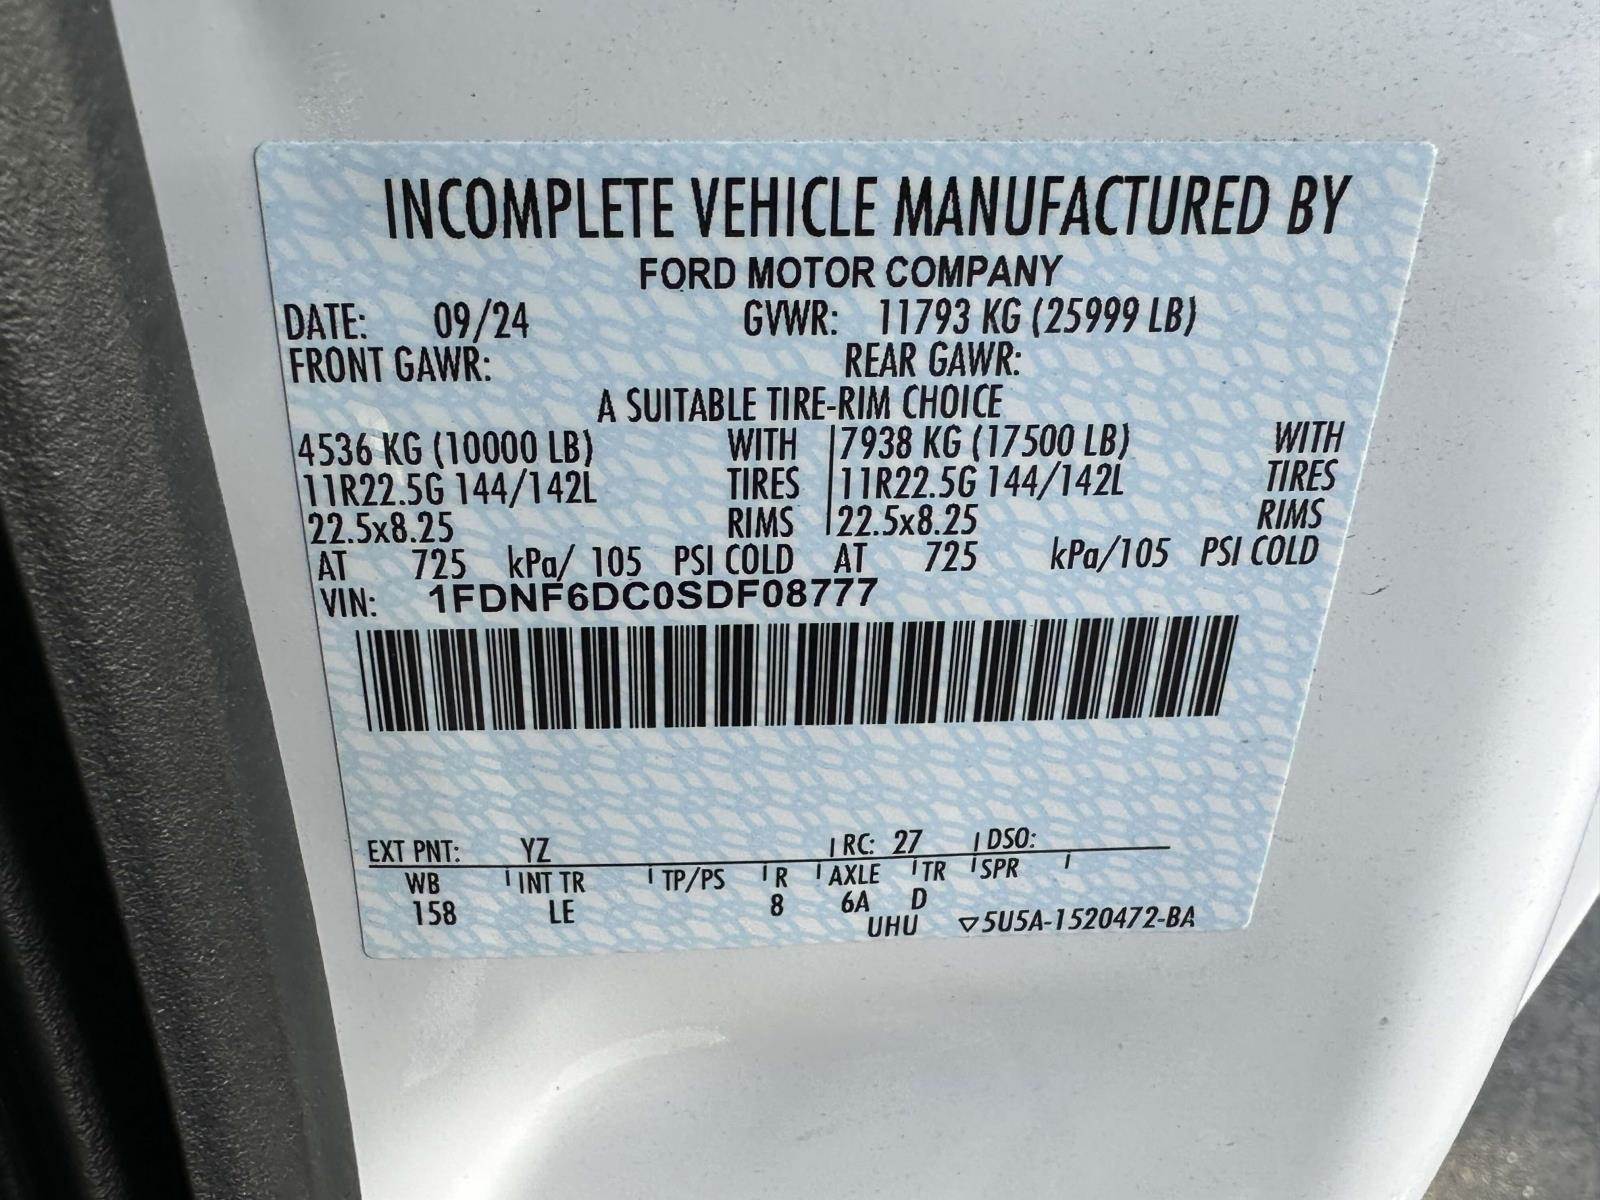 INCOMPLETE VEHICLE MANUFACTURED BY
FORD MOTOR COMPANY
DATE: 09/24 GVWR: 11793 KG (25999 LB)
FRONT GAWR: REAR GAWR:
A SUITABLE TIRE-RIM CHOICE
4536 KG (10000 LB) WITH 7938 KG (17500 LB) WITH
11R22.5G 144/142L TIRES 11R22.5G 144/142L TIRES
22.5x8.25 RIMS 22.5x8.25 RIMS
AT 725 kPa/ 105 PSI COLD AT 725 kPa/105 PSI COLD
VIN: 1FDNF6DC0SDF08777
EXT PNT: YZ RC: 27 DSO:
WB INT TR TP/PS R AXLE TR SPR
158 LE 8 6A D
UHU ▽5U5A-1520472-BA